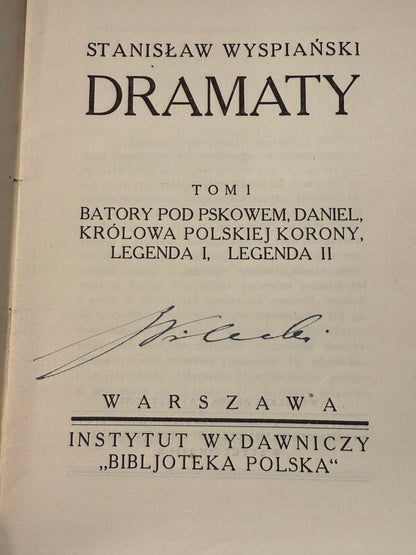 STANISŁAW WYSPIAŃSKI
DRAMATY
TOM I
BATORY POD PSKOWEM, DANIEL,
KRÓLOWA POLSKIEJ KORONY,
LEGENDA I, LEGENDA II
WARSZAWA
INSTYTUT WYDAWNICZY
„BIBLJOTEKA POLSKA“